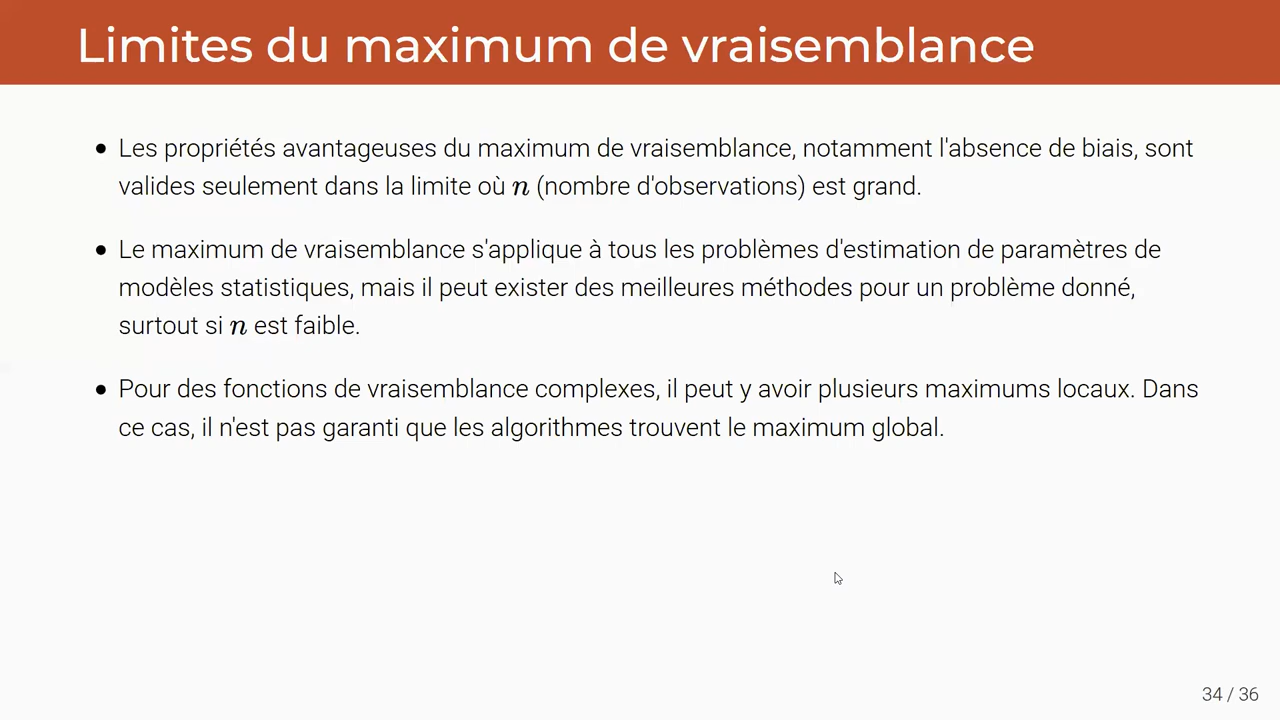 Limites du maximum de vraisemblance
• Les propriétés avantageuses du maximum de vraisemblance, notamment l'absence de biais, sont
valides seulement dans la limite où n (nombre d'observations) est grand.
• Le maximum de vraisemblance s'applique à tous les problèmes d'estimation de paramètres de
modèles statistiques, mais il peut exister des meilleures méthodes pour un problème donné,
surtout si n est faible.
• Pour des fonctions de vraisemblance complexes, il peut y avoir plusieurs maximums locaux. Dans
ce cas, il n'est pas garanti que les algorithmes trouvent le maximum global.
34 / 36